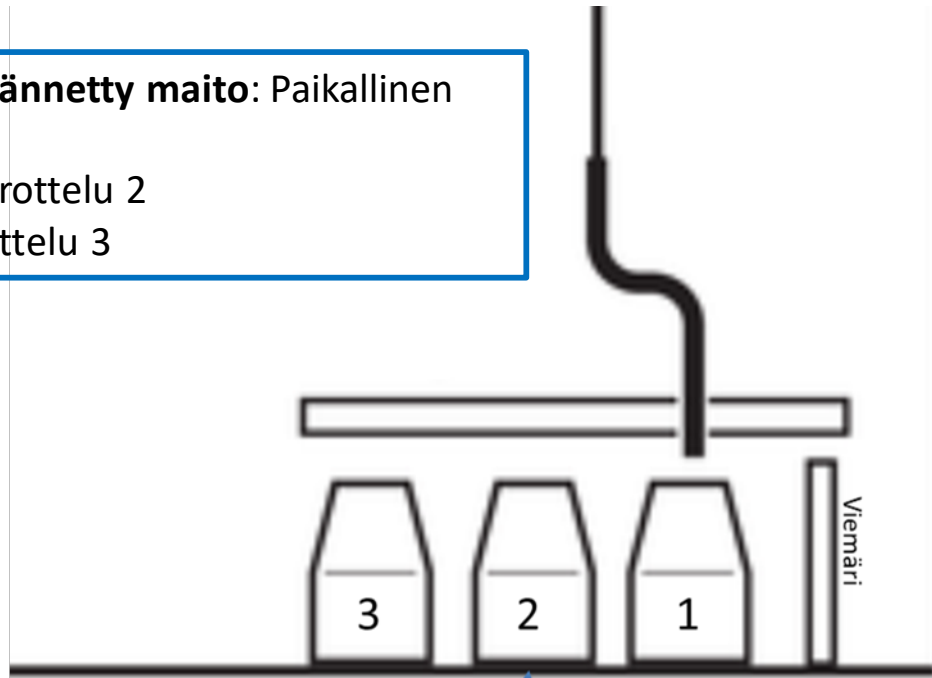 ännetty maito: Paikallinen
rottelu 2
ttelu 3
Viemäri
3 2 1